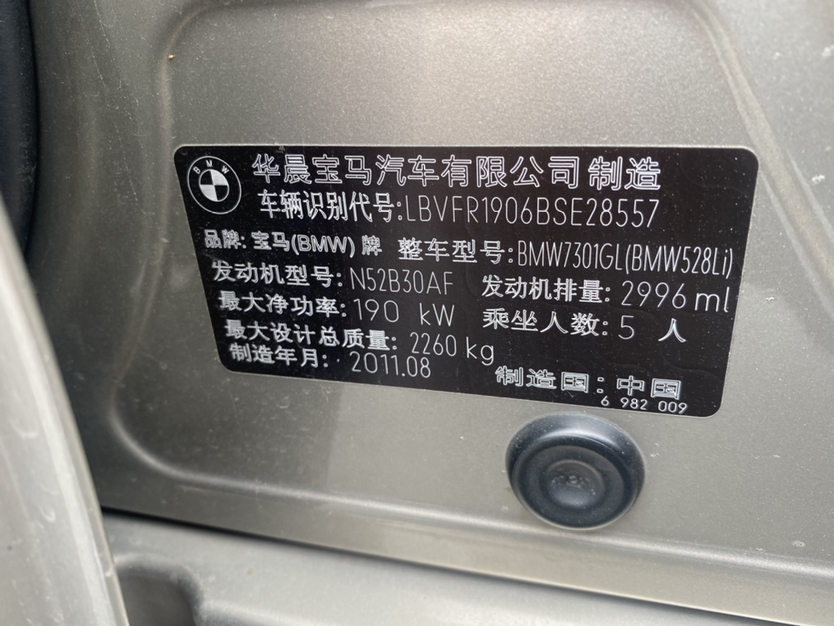 BMW
华晨宝马汽车有限公司 制造
车辆识别代号:LBVFR1906BSE28557
品牌: 宝马(BMW) 牌 整车型号:BMW7301GL(BMW528Li)
发动机型号: N52B30AF 发动机排量: 2996 ml
最大净功率: 190 kW 乘坐人数: 5 人
最大设计总质量: 2260 kg
制造年月: 2011.08 制造国: 中国
6 982 009